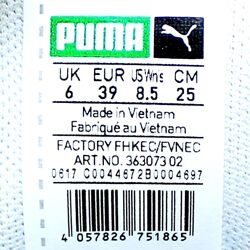 PUMA
UK EUR US Wns CM
6 39 8.5 25
Made in Vietnam
Fabriqué au Vietnam
FACTORY FHKEC/FVNEC
ART.NO. 363073 02
0617 C0044672B0004697
4 057826 751865